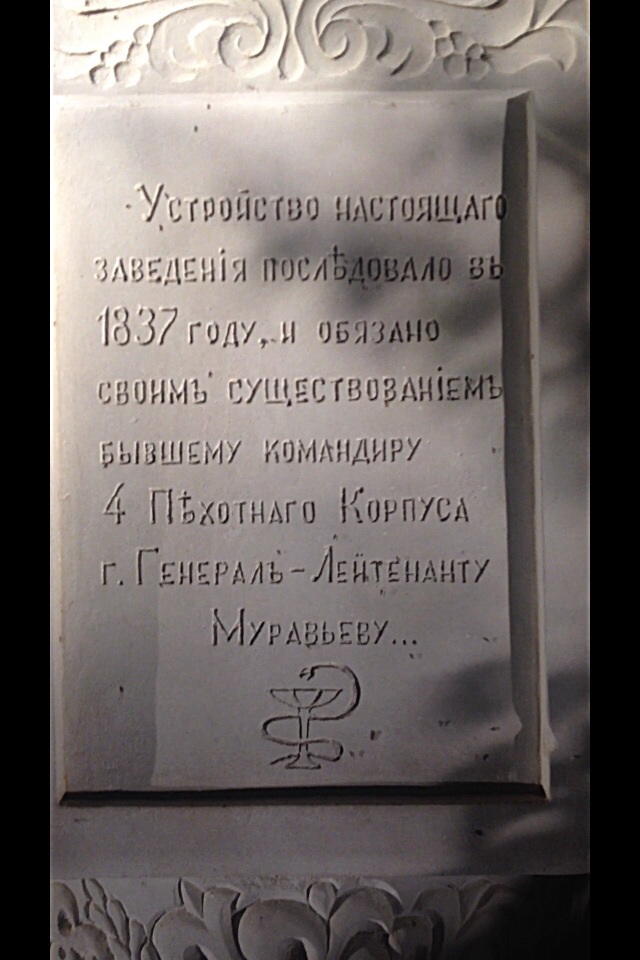 Устройство настоящаго
заведенія послѣдовало въ
1837 году, и обязано
своимъ существованіемъ
бывшему командиру
4 Пѣхотнаго Корпуса
г. Генералъ-Лейтенанту
Муравьеву...